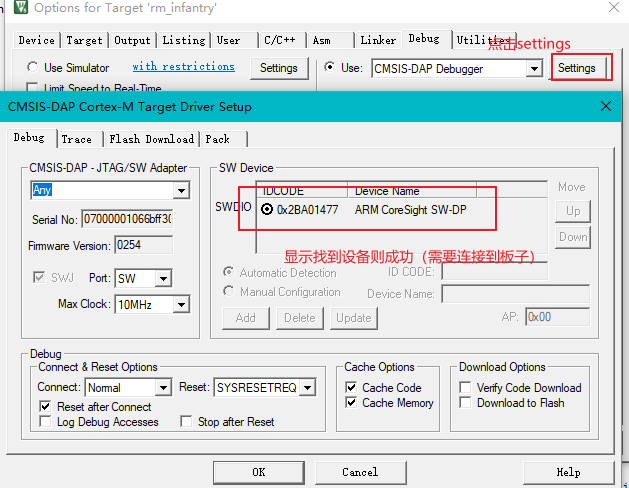 Options for Target 'rm_infantry'
Device Target Output Listing User C/C++ Asm Linker Debug Utilities
点击settings
Use Simulator with restrictions Settings Use: CMSIS-DAP Debugger Settings
Limit Speed to Real-Time
CMSIS-DAP Cortex-M Target Driver Setup
Debug Trace Flash Download Pack
CMSIS-DAP - JTAG/SW Adapter
Any
Serial No: 07000001066bff30
Firmware Version: 0254
SWJ Port: SW
Max Clock: 10MHz
SW Device
IDCODE Device Name
SWDIO 0x2BA01477 ARM CoreSight SW-DP
Move
Up
Down
显示找到设备则成功（需要连接到板子）
Automatic Detection ID CODE:
Manual Configuration Device Name:
Add Delete Update AP: 0x00
Debug
Connect & Reset Options
Connect: Normal Reset: SYSRESETREQ
Reset after Connect
Log Debug Accesses Stop after Reset
Cache Options
Cache Code
Cache Memory
Download Options
Verify Code Download
Download to Flash
OK Cancel Help